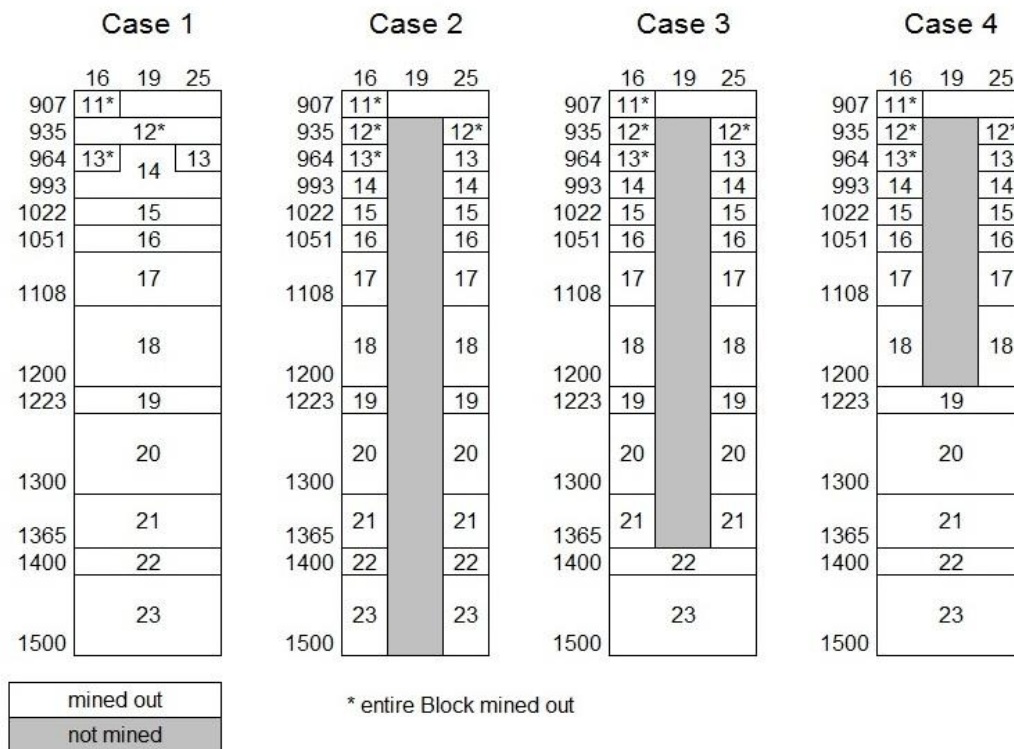 Case 1 Case 2 Case 3 Case 4
16 19 25 16 19 25 16 19 25 16 19 25
907 11* 907 11* 907 11* 907 11*
935 12* 935 12* 12* 935 12* 12* 935 12* 12*
964 13* 14 13 964 13* 13 964 13* 13 964 13* 13
993 993 14 14 993 14 14 993 14 14
1022 15 1022 15 15 1022 15 15 1022 15 15
1051 16 1051 16 16 1051 16 16 1051 16 16
17 17 17 17 17 17 17
1108 1108 1108 1108
18 18 18 18 18 18 18
1200 1200 1200 1200
1223 19 1223 19 19 1223 19 19 1223 19
20 20 20 20 20 20
1300 1300 1300 1300
21 21 21 21 21 21
1365 1365 1365 1365
1400 22 1400 22 22 1400 22 1400 22
23 23 23 23 23
1500 1500 1500 1500
mined out * entire Block mined out
not mined